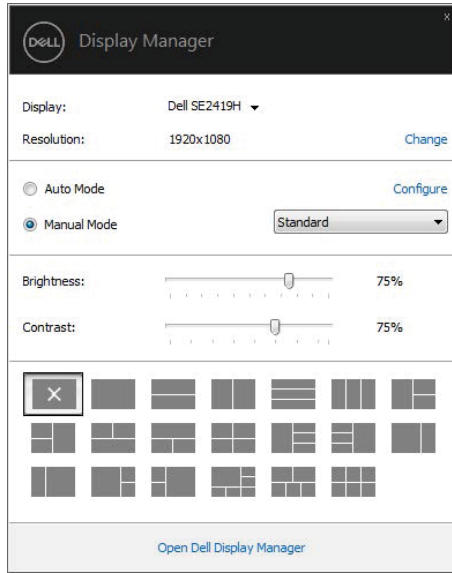 x
DELL Display Manager
Display: Dell SE2419H
Resolution: 1920x1080 Change
Auto Mode Configure
Manual Mode Standard
Brightness: 75%
Contrast: 75%
Open Dell Display Manager